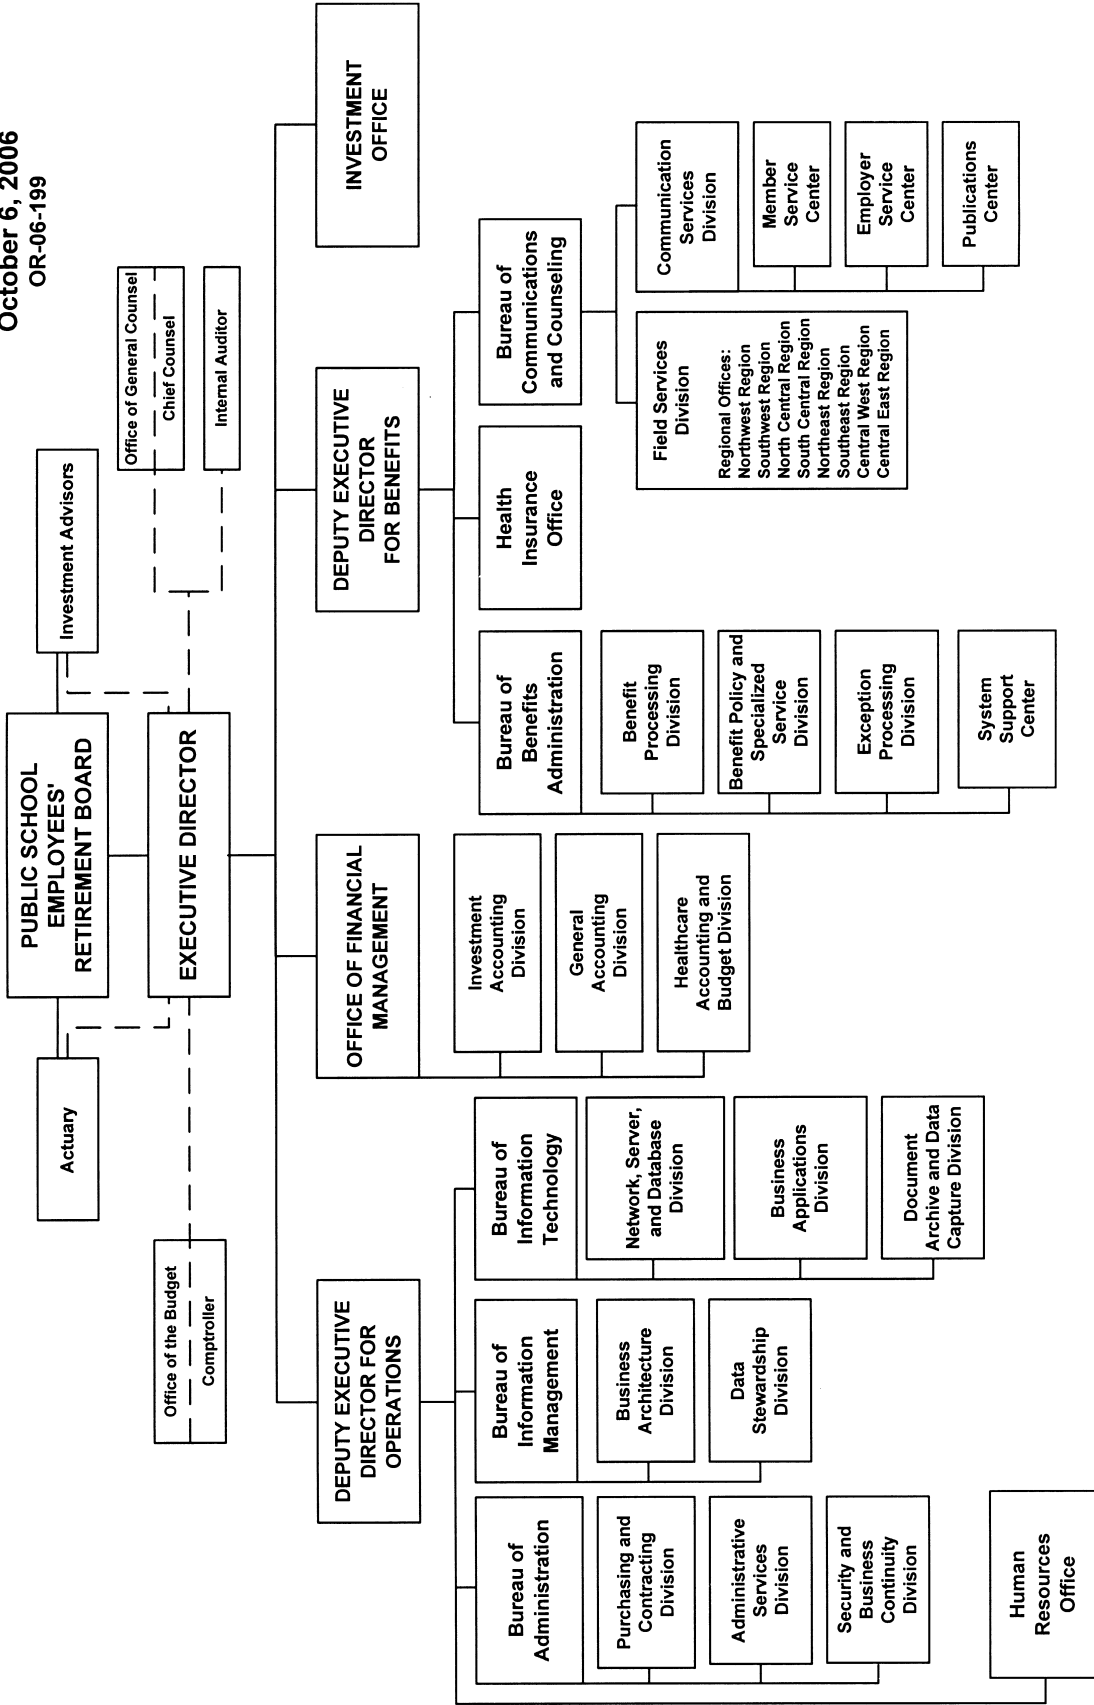 October 6, 2006
OR-06-199
PUBLIC SCHOOL
EMPLOYEES'
RETIREMENT BOARD
Actuary
Investment Advisors
EXECUTIVE DIRECTOR
Office of the Budget
Comptroller
Office of General Counsel
Chief Counsel
Internal Auditor
DEPUTY EXECUTIVE
DIRECTOR FOR
OPERATIONS
OFFICE OF FINANCIAL
MANAGEMENT
DEPUTY EXECUTIVE
DIRECTOR
FOR BENEFITS
INVESTMENT
OFFICE
Bureau of
Administration
Purchasing and
Contracting
Division
Administrative
Services
Division
Security and
Business
Continuity
Division
Human
Resources
Office
Bureau of
Information
Management
Business
Architecture
Division
Data
Stewardship
Division
Bureau of
Information
Technology
Network, Server,
and Database
Division
Business
Applications
Division
Document
Archive and Data
Capture Division
Investment
Accounting
Division
General
Accounting
Division
Healthcare
Accounting and
Budget Division
Bureau of
Benefits
Administration
Benefit
Processing
Division
Benefit Policy and
Specialized
Service
Division
Exception
Processing
Division
System
Support
Center
Health
Insurance
Office
Bureau of
Communications
and Counseling
Field Services
Division
Regional Offices:
Northwest Region
Southwest Region
North Central Region
South Central Region
Northeast Region
Southeast Region
Central West Region
Central East Region
Communication
Services
Division
Member
Service
Center
Employer
Service
Center
Publications
Center